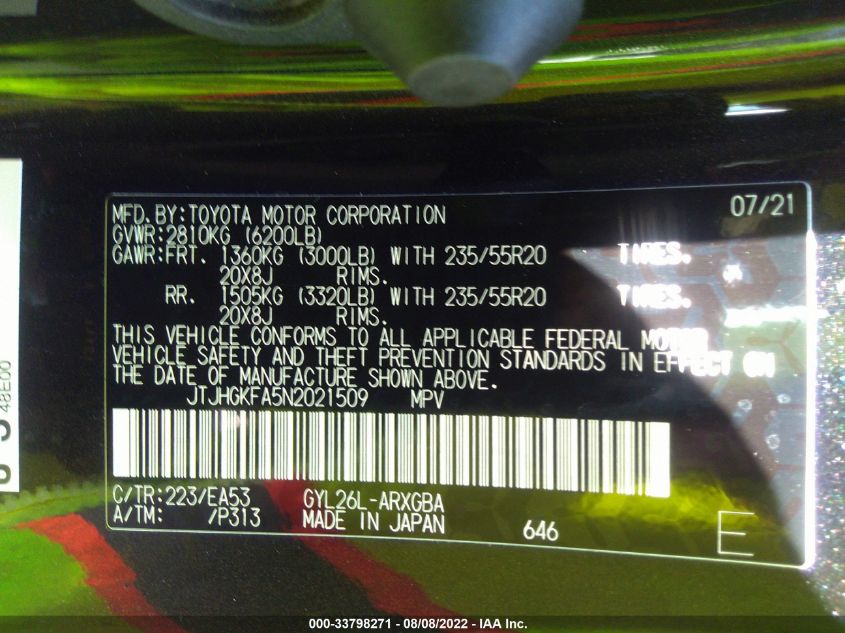 MFD.BY:TOYOTA MOTOR CORPORATION 07/21
GVWR:2810KG (6200LB)
GAWR:FRT. 1360KG (3000LB) WITH 235/55R20 TIRES.
20X8J RIMS.
RR. 1505KG (3320LB) WITH 235/55R20 TIRES.
20X8J RIMS.
THIS VEHICLE CONFORMS TO ALL APPLICABLE FEDERAL MOTOR
VEHICLE SAFETY AND THEFT PREVENTION STANDARDS IN EFFECT ON
THE DATE OF MANUFACTURE SHOWN ABOVE.
JTJHGKFA5N2021509 MPV
C/TR:223/EA53 GYL26L-ARXGBA
A/TM: /P313 MADE IN JAPAN 646 E
48E00
000-33798271 - 08/08/2022 - IAA Inc.